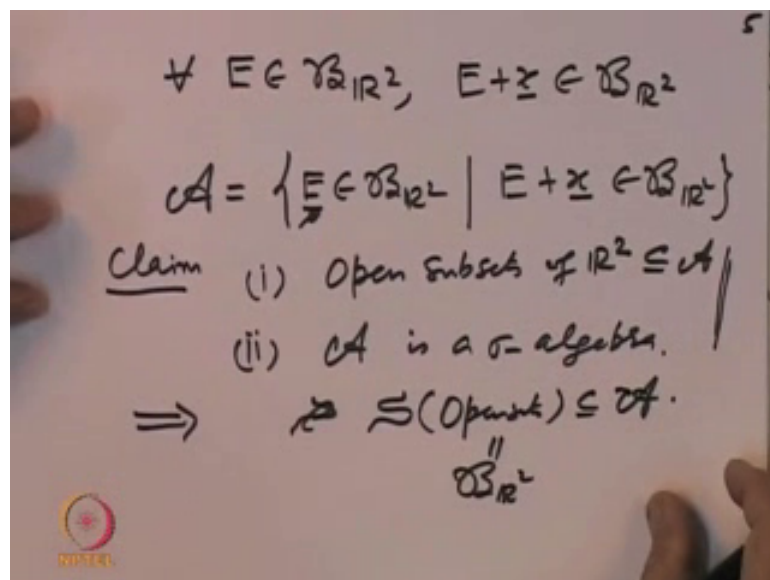 5
∀ E ∈ 𝓑ℝ², E + x ∈ 𝓑ℝ²
𝒜 = { E ∈ 𝓑ℝ² | E + x ∈ 𝓑ℝ² }
Claim (i) Open subsets of ℝ² ⊆ 𝒜
(ii) 𝒜 is a σ-algebra.
⟹ S(Opensets) ⊆ 𝒜.
||
𝓑ℝ²
NPTEL